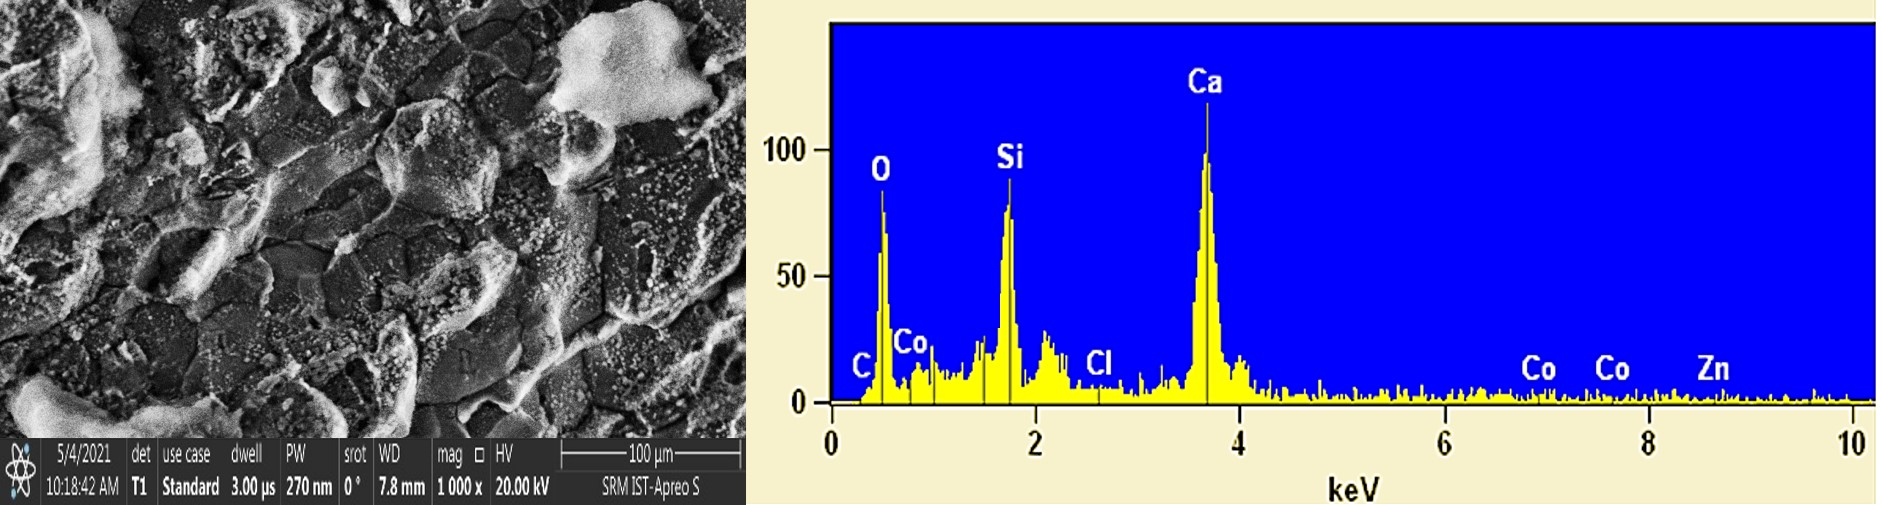 5/4/2021 det use case dwell PW srot WD mag □ HV 100 µm
10:18:42 AM T1 Standard 3.00 µs 270 nm 0 ° 7.8 mm 1 000 x 20.00 kV SRM IST-Apreo S
Ca
100
O
Si
50
C
Co
Cl
Co
Co
Zn
0
0 2 4 6 8 10
keV